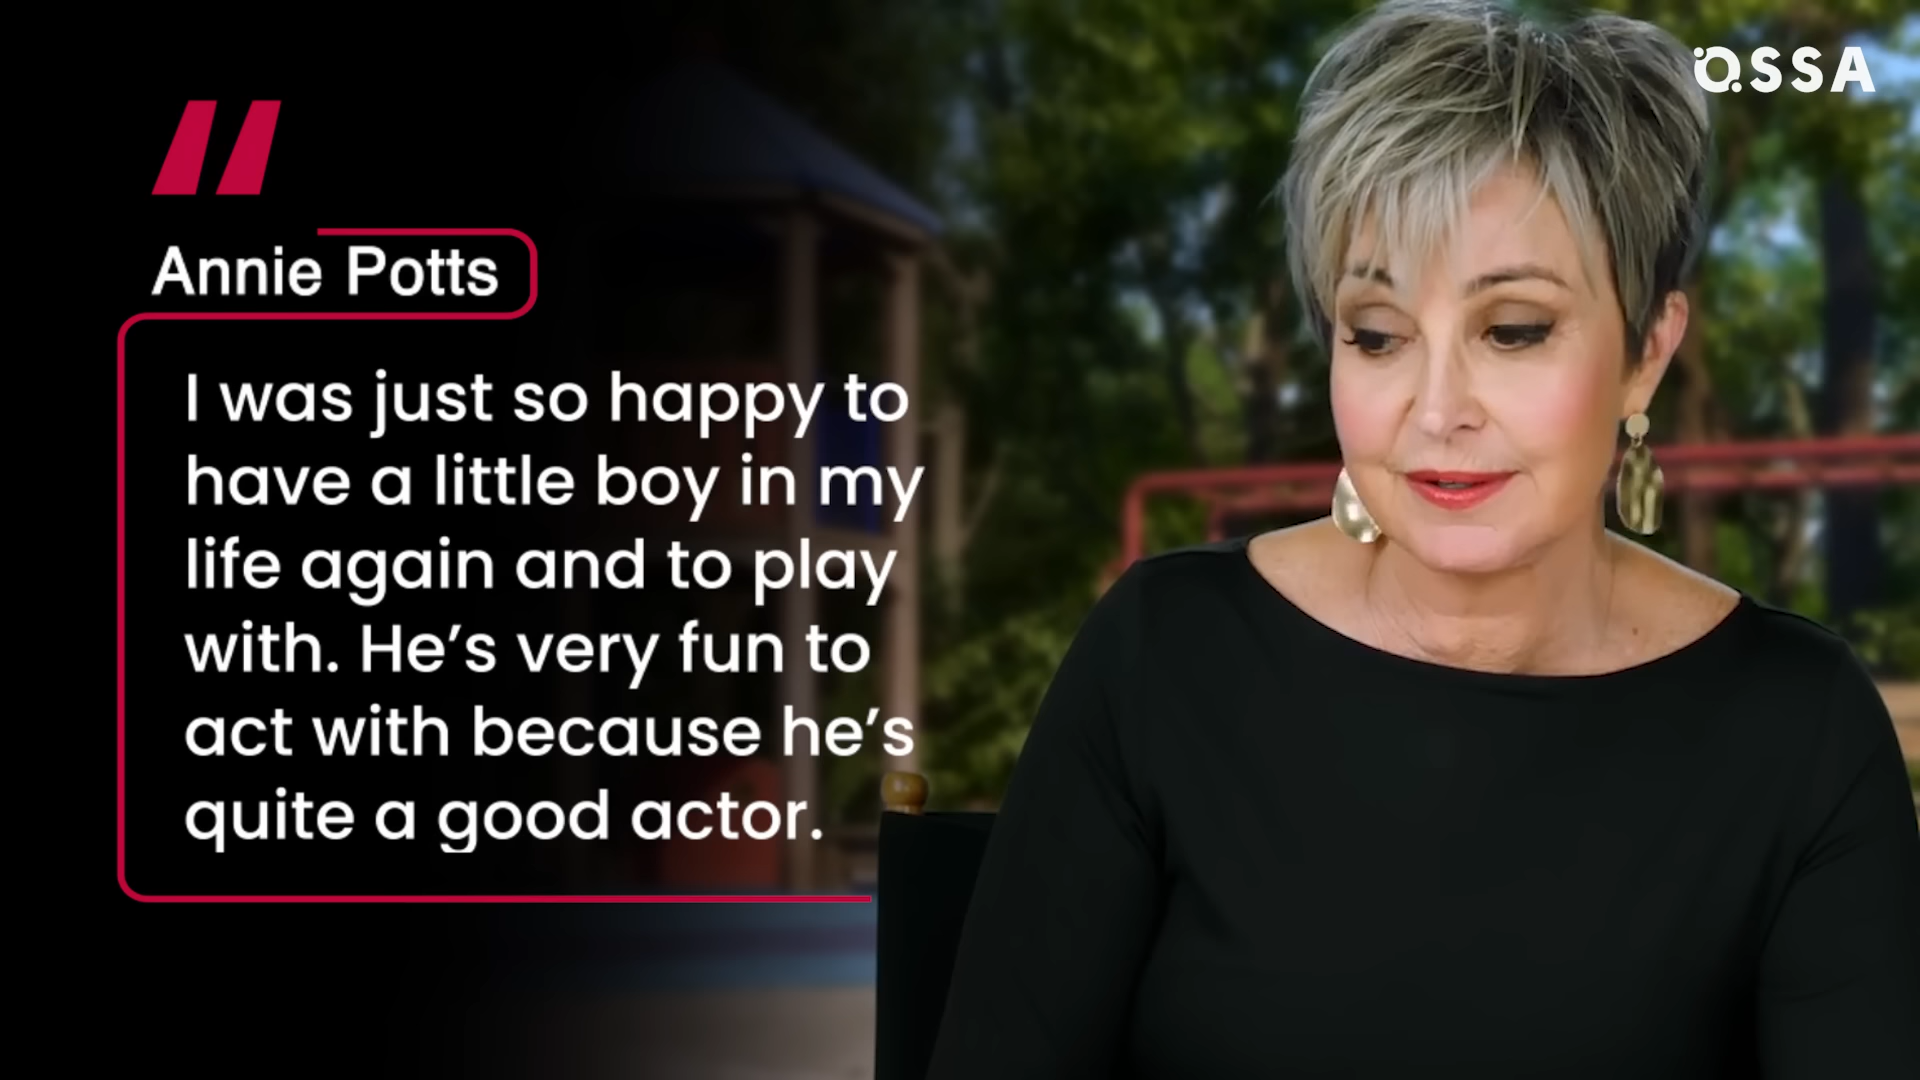 QSSA
Annie Potts
I was just so happy to
have a little boy in my
life again and to play
with. He’s very fun to
act with because he’s
quite a good actor.